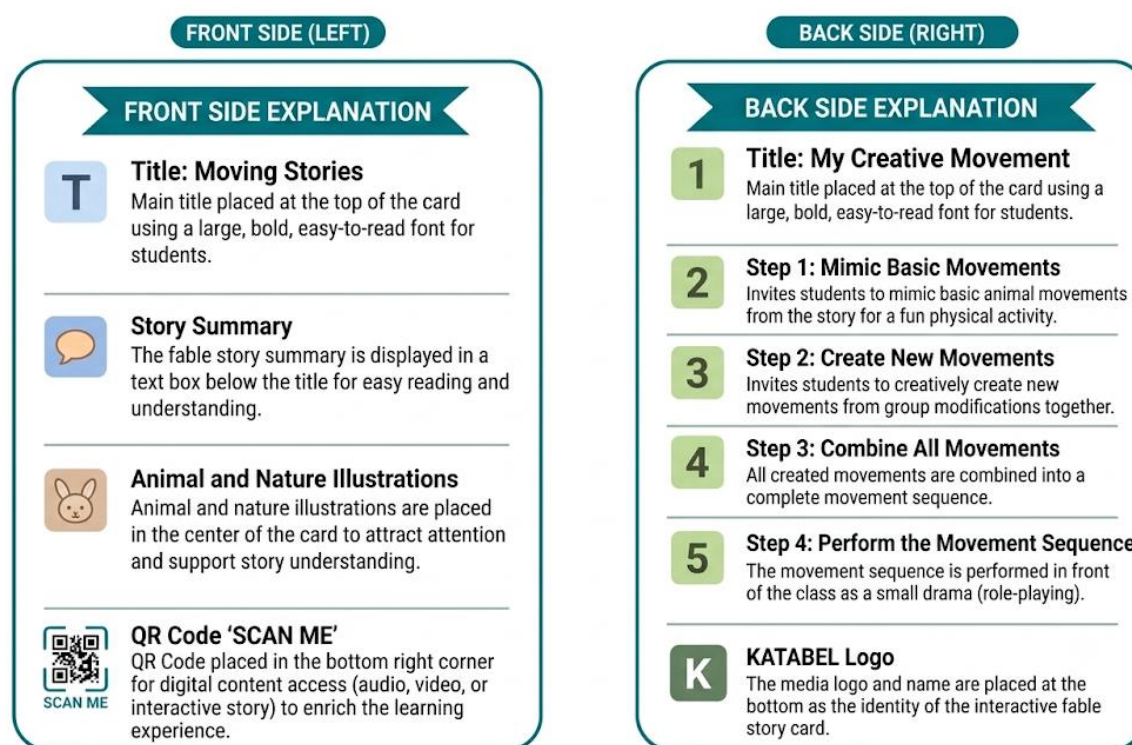 FRONT SIDE (LEFT)
FRONT SIDE EXPLANATION
T
Title: Moving Stories
Main title placed at the top of the card
using a large, bold, easy-to-read font for
students.
Story Summary
The fable story summary is displayed in a
text box below the title for easy reading and
understanding.
Animal and Nature Illustrations
Animal and nature illustrations are placed
in the center of the card to attract attention
and support story understanding.
SCAN ME
QR Code ‘SCAN ME’
QR Code placed in the bottom right corner
for digital content access (audio, video, or
interactive story) to enrich the learning
experience.
BACK SIDE (RIGHT)
BACK SIDE EXPLANATION
1
Title: My Creative Movement
Main title placed at the top of the card using a
large, bold, easy-to-read font for students.
2
Step 1: Mimic Basic Movements
Invites students to mimic basic animal movements
from the story for a fun physical activity.
3
Step 2: Create New Movements
Invites students to creatively create new
movements from group modifications together.
4
Step 3: Combine All Movements
All created movements are combined into a
complete movement sequence.
5
Step 4: Perform the Movement Sequence
The movement sequence is performed in front
of the class as a small drama (role-playing).
K
KATABEL Logo
The media logo and name are placed at the
bottom as the identity of the interactive fable
story card.